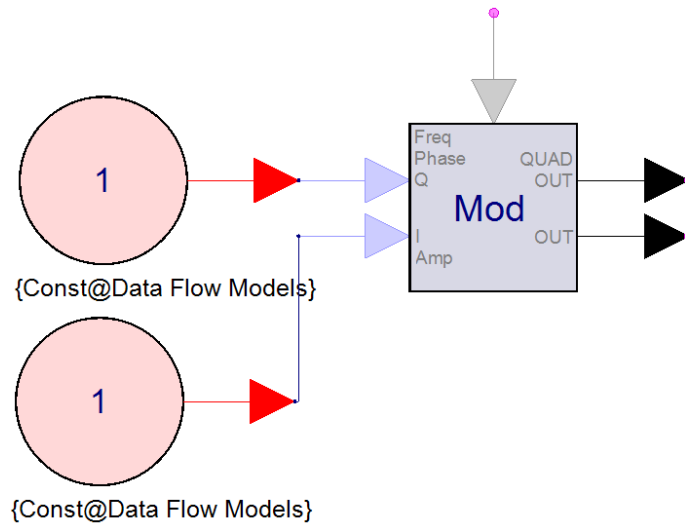 1
{Const@Data Flow Models}
1
{Const@Data Flow Models}
Freq
Phase
Q
I
Amp
Mod
QUAD
OUT
OUT